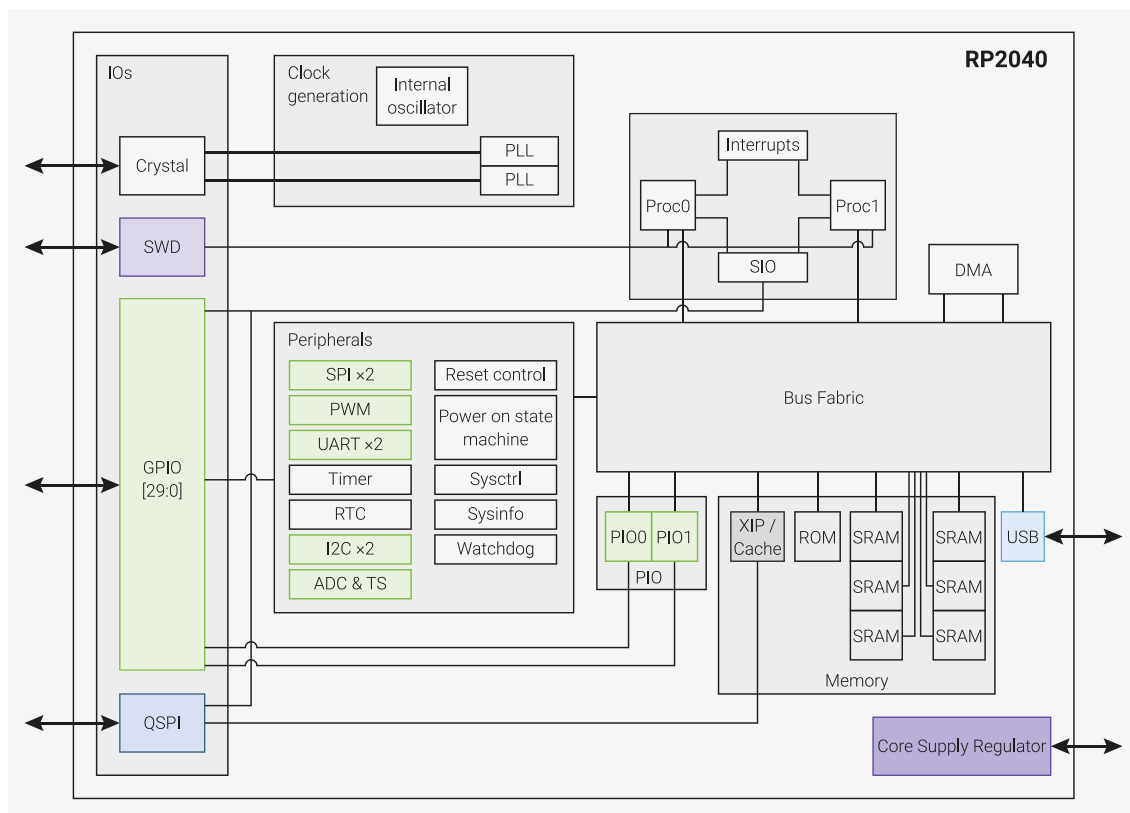 RP2040
IOs
Crystal
SWD
GPIO
[29:0]
QSPI
Clock
generation
Internal
oscillator
PLL
PLL
Interrupts
Proc0
Proc1
SIO
DMA
Peripherals
SPI ×2
PWM
UART ×2
Timer
RTC
I2C ×2
ADC & TS
Reset control
Power on state
machine
Sysctrl
Sysinfo
Watchdog
Bus Fabric
PIO0
PIO1
PIO
XIP /
Cache
ROM
SRAM
SRAM
SRAM
SRAM
SRAM
SRAM
Memory
USB
Core Supply Regulator